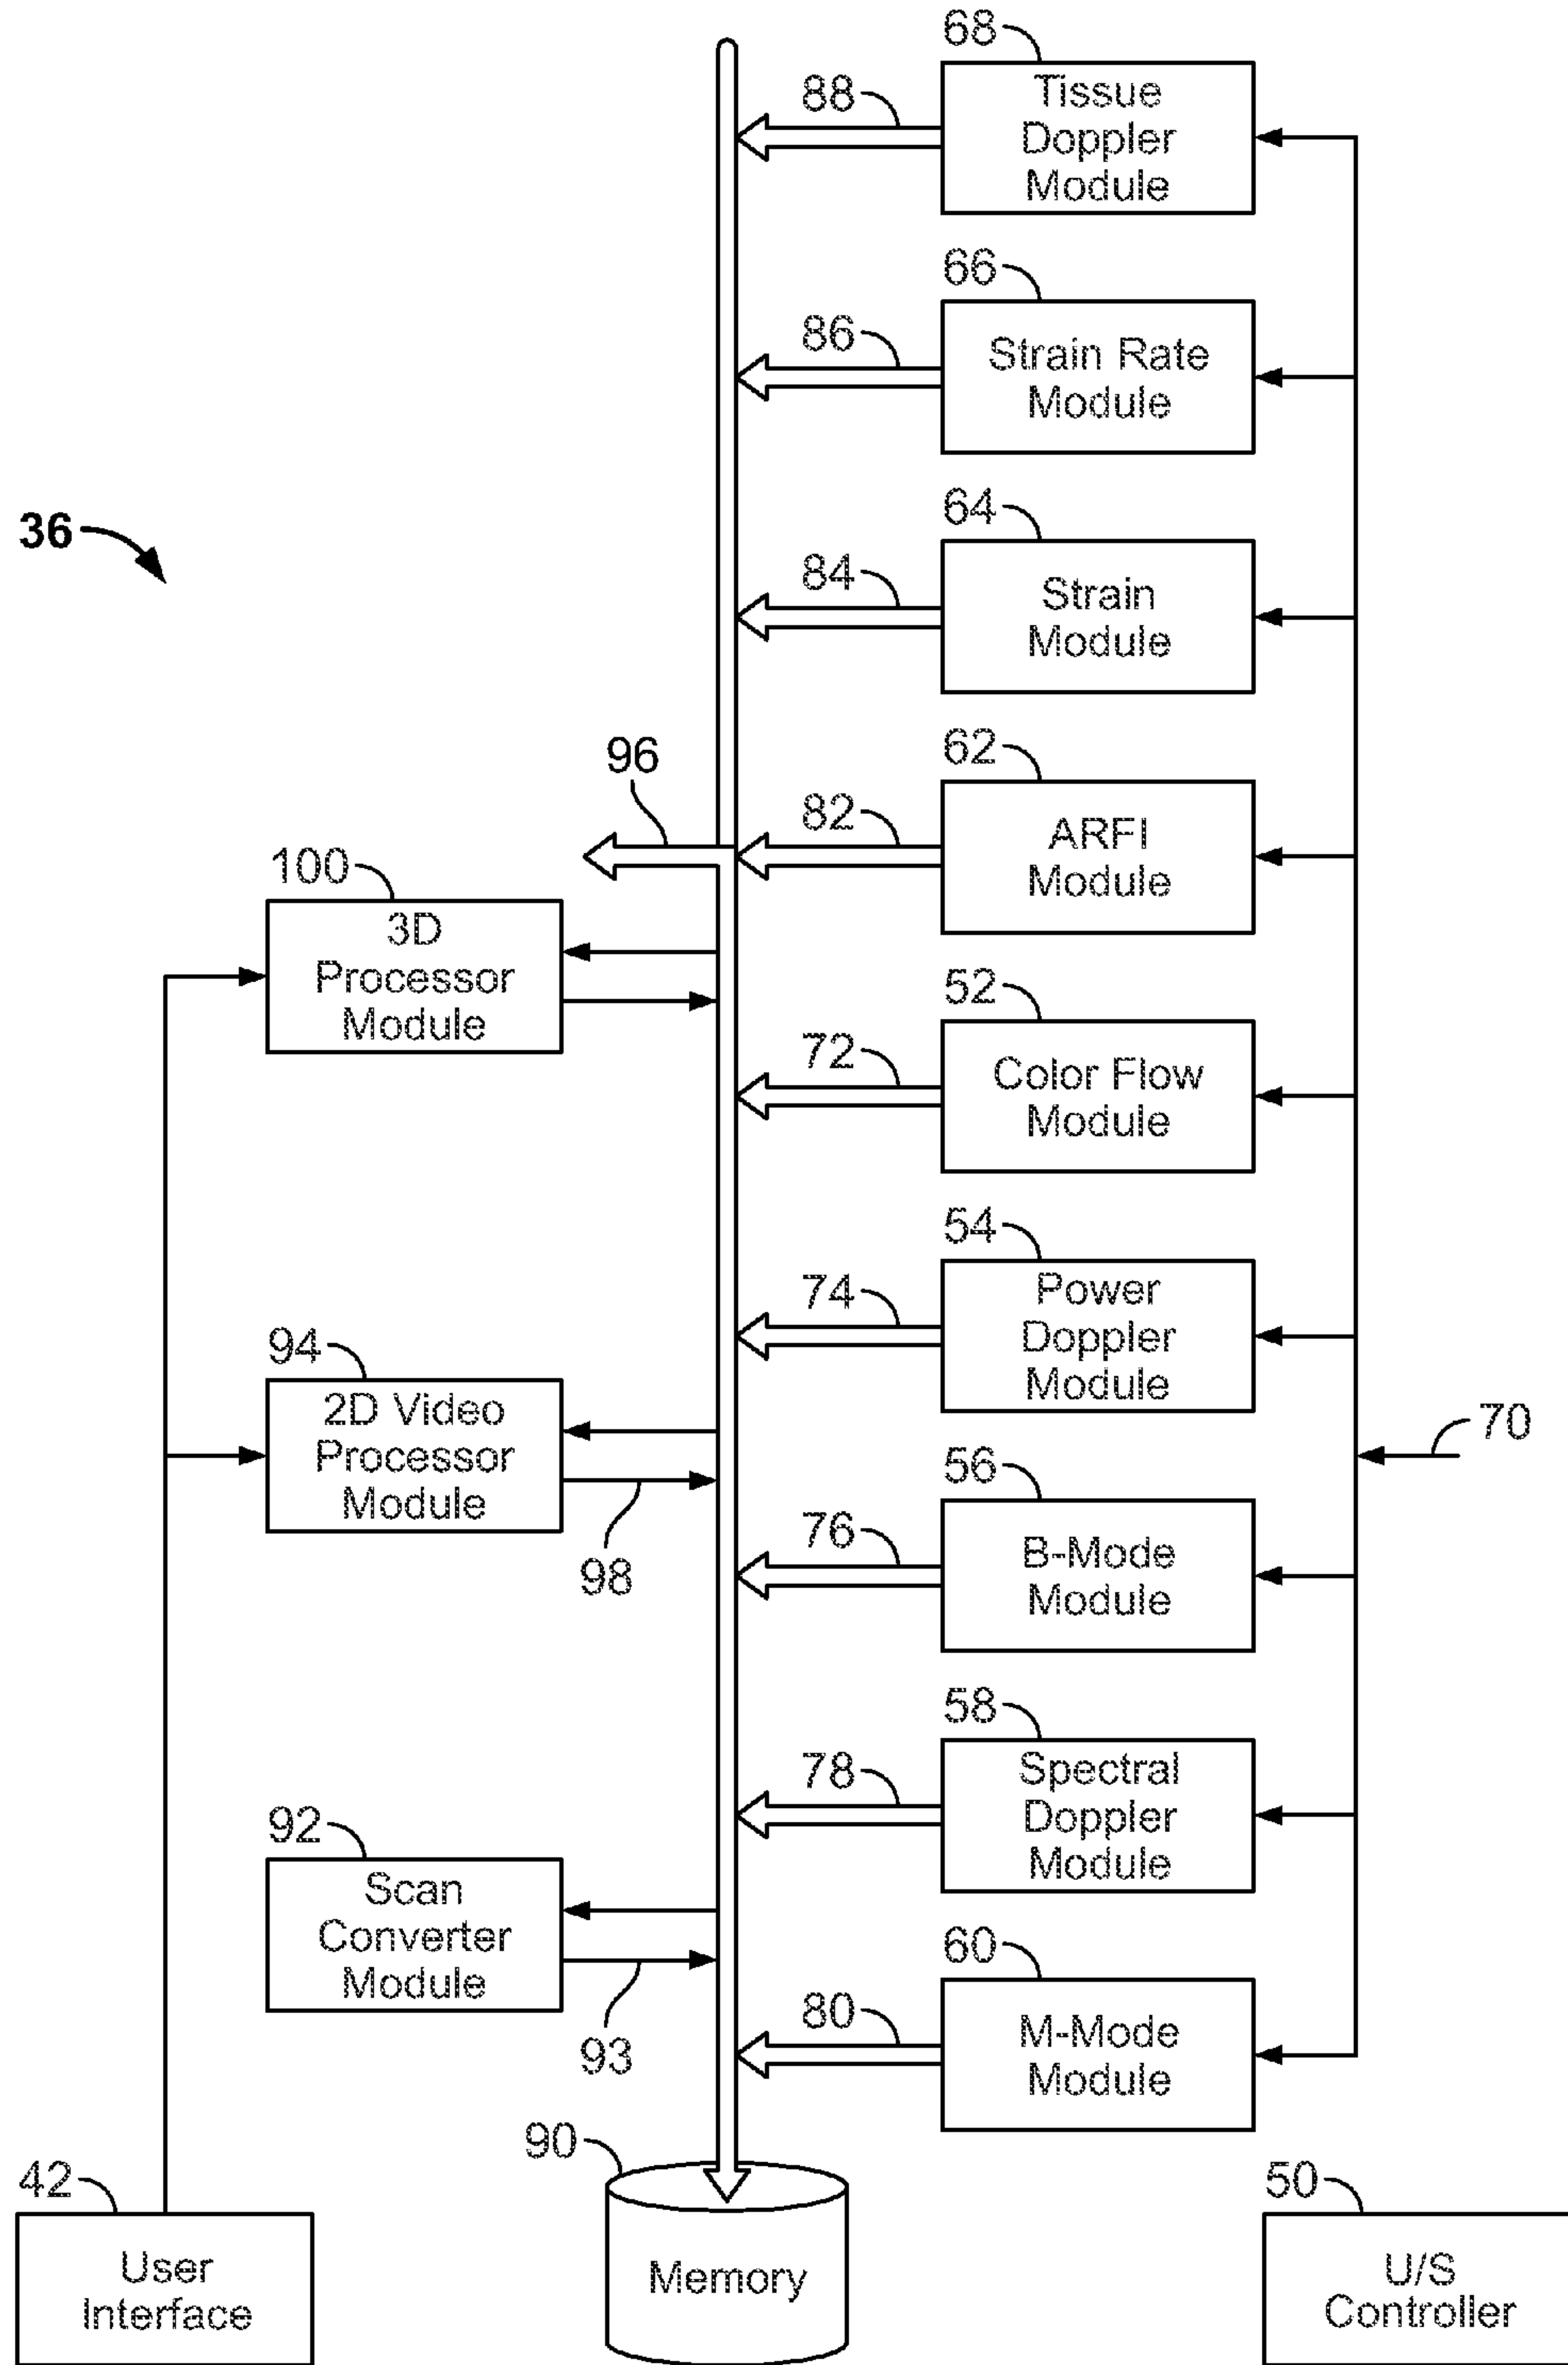 68
88
Tissue
Doppler
Module
66
86
Strain Rate
Module
36
64
84
Strain
Module
96
62
82
ARFI
Module
100
3D
Processor
Module
52
72
Color Flow
Module
54
74
Power
Doppler
Module
94
2D Video
Processor
Module
98
70
56
76
B-Mode
Module
58
78
Spectral
Doppler
Module
92
Scan
Converter
Module
93
60
80
M-Mode
Module
90
Memory
42
User
Interface
50
U/S
Controller